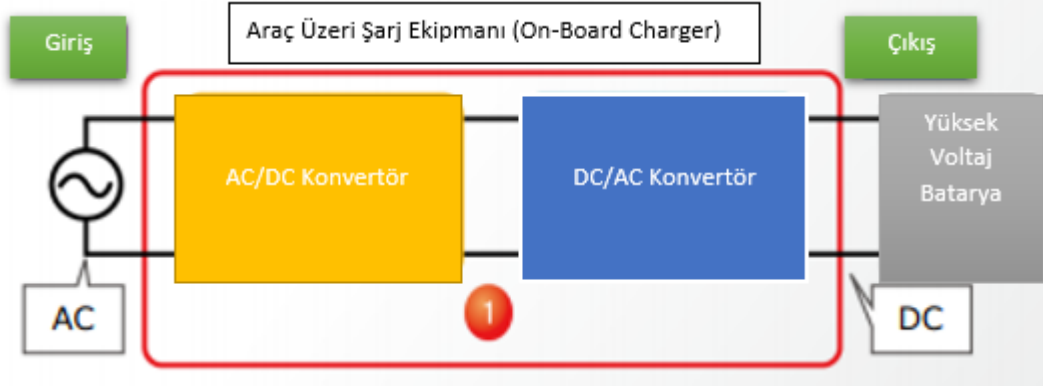 Giriş
Araç Üzeri Şarj Ekipmanı (On-Board Charger)
Çıkış
AC/DC Konvertör
DC/AC Konvertör
Yüksek
Voltaj
Batarya
AC
1
DC